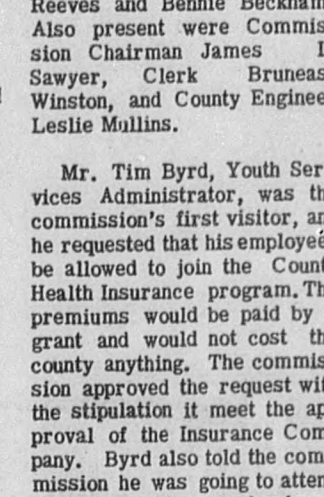 Reeves and Bennie Beckham
Also present were Commis
sion Chairman James
Sawyer, Clerk Bruneas
Winston, and County Enginee
Leslie Mullins.
Mr. Tim Byrd, Youth Ser
vices Administrator, was th
commission's first visitor, an
he requested that his employee
be allowed to join the Count
Health Insurance program. Th
premiums would be paid by
grant and would not cost th
county anything. The commis
sion approved the request wit
the stipulation it meet the ap
proval of the Insurance Com
pany. Byrd also told the com
mission he was going to atten